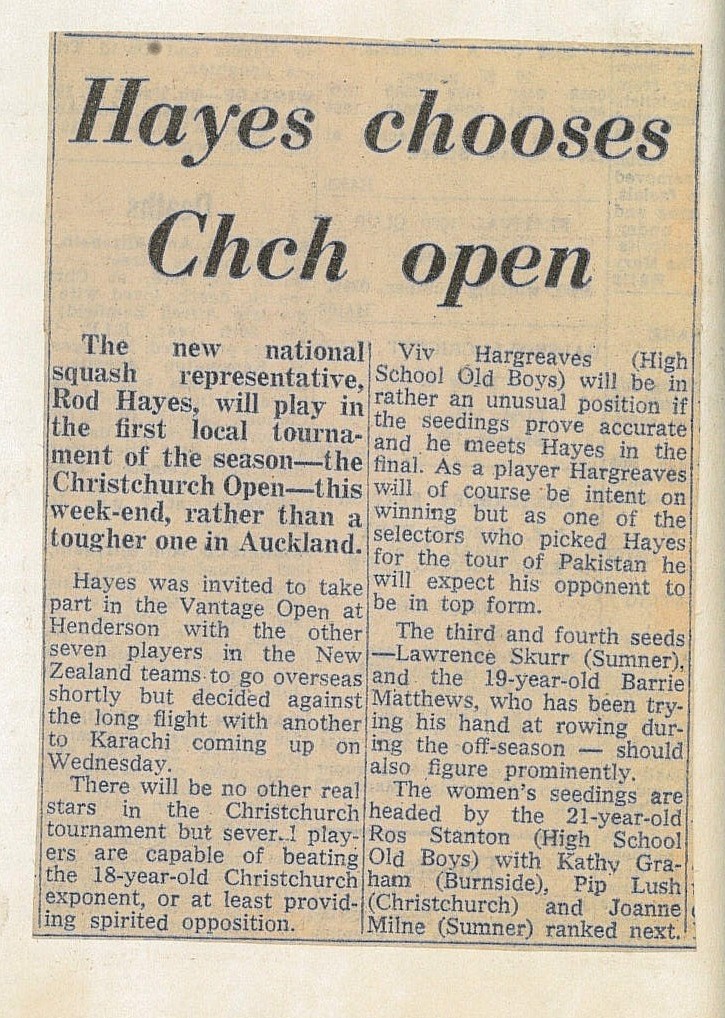 Hayes chooses
Chch open
The new national
squash representative,
Rod Hayes, will play in
the first local tourna-
ment of the season—the
Christchurch Open—this
week-end, rather than a
tougher one in Auckland.
Hayes was invited to take
part in the Vantage Open at
Henderson with the other
seven players in the New
Zealand teams to go overseas
shortly but decided against
the long flight with another
to Karachi coming up on
Wednesday.
There will be no other real
stars in the Christchurch
tournament but sever.l play-
ers are capable of beating
the 18-year-old Christchurch
exponent, or at least provid-
ing spirited opposition.
Viv Hargreaves (High
School Old Boys) will be in
rather an unusual position if
the seedings prove accurate
and he meets Hayes in the
final. As a player Hargreaves
will of course be intent on
winning but as one of the
selectors who picked Hayes
for the tour of Pakistan he
will expect his opponent to
be in top form.
The third and fourth seeds
—Lawrence Skurr (Sumner),
and the 19-year-old Barrie
Matthews, who has been try-
ing his hand at rowing dur-
ing the off-season — should
also figure prominently.
The women's seedings are
headed by the 21-year-old
Ros Stanton (High School
Old Boys) with Kathy Gra-
ham (Burnside), Pip Lush
(Christchurch) and Joanne
Milne (Sumner) ranked next.